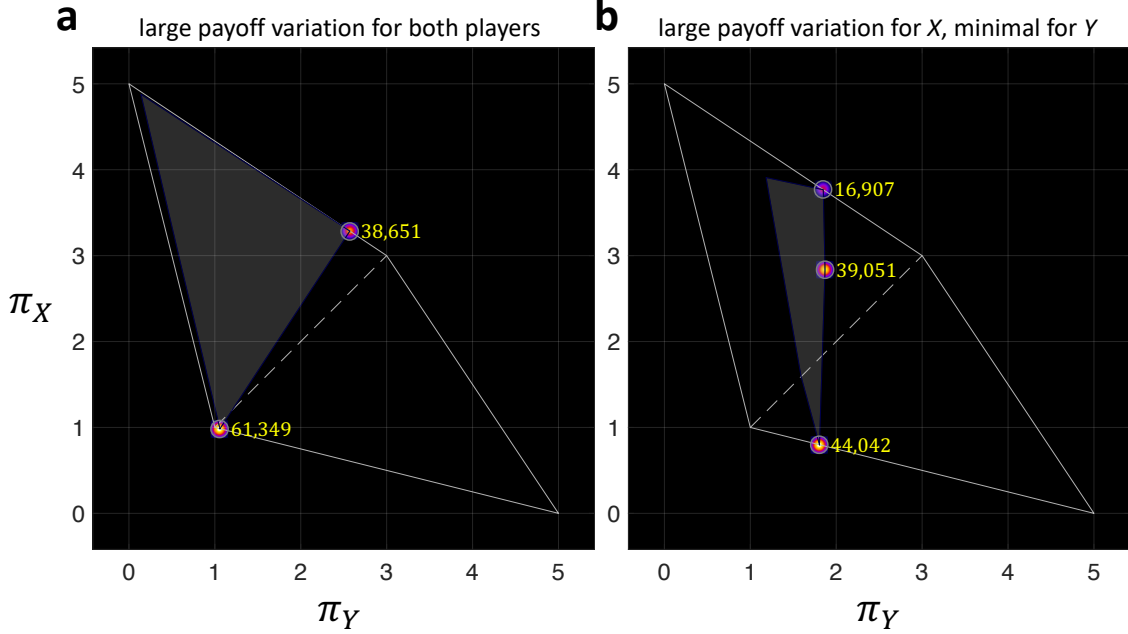 a
large payoff variation for both players
5
4
3
2
1
0
0 1 2 3 4 5
38,651
61,349
π_X
π_Y
b
large payoff variation for X, minimal for Y
5
4
3
2
1
0
0 1 2 3 4 5
16,907
39,051
44,042
π_Y